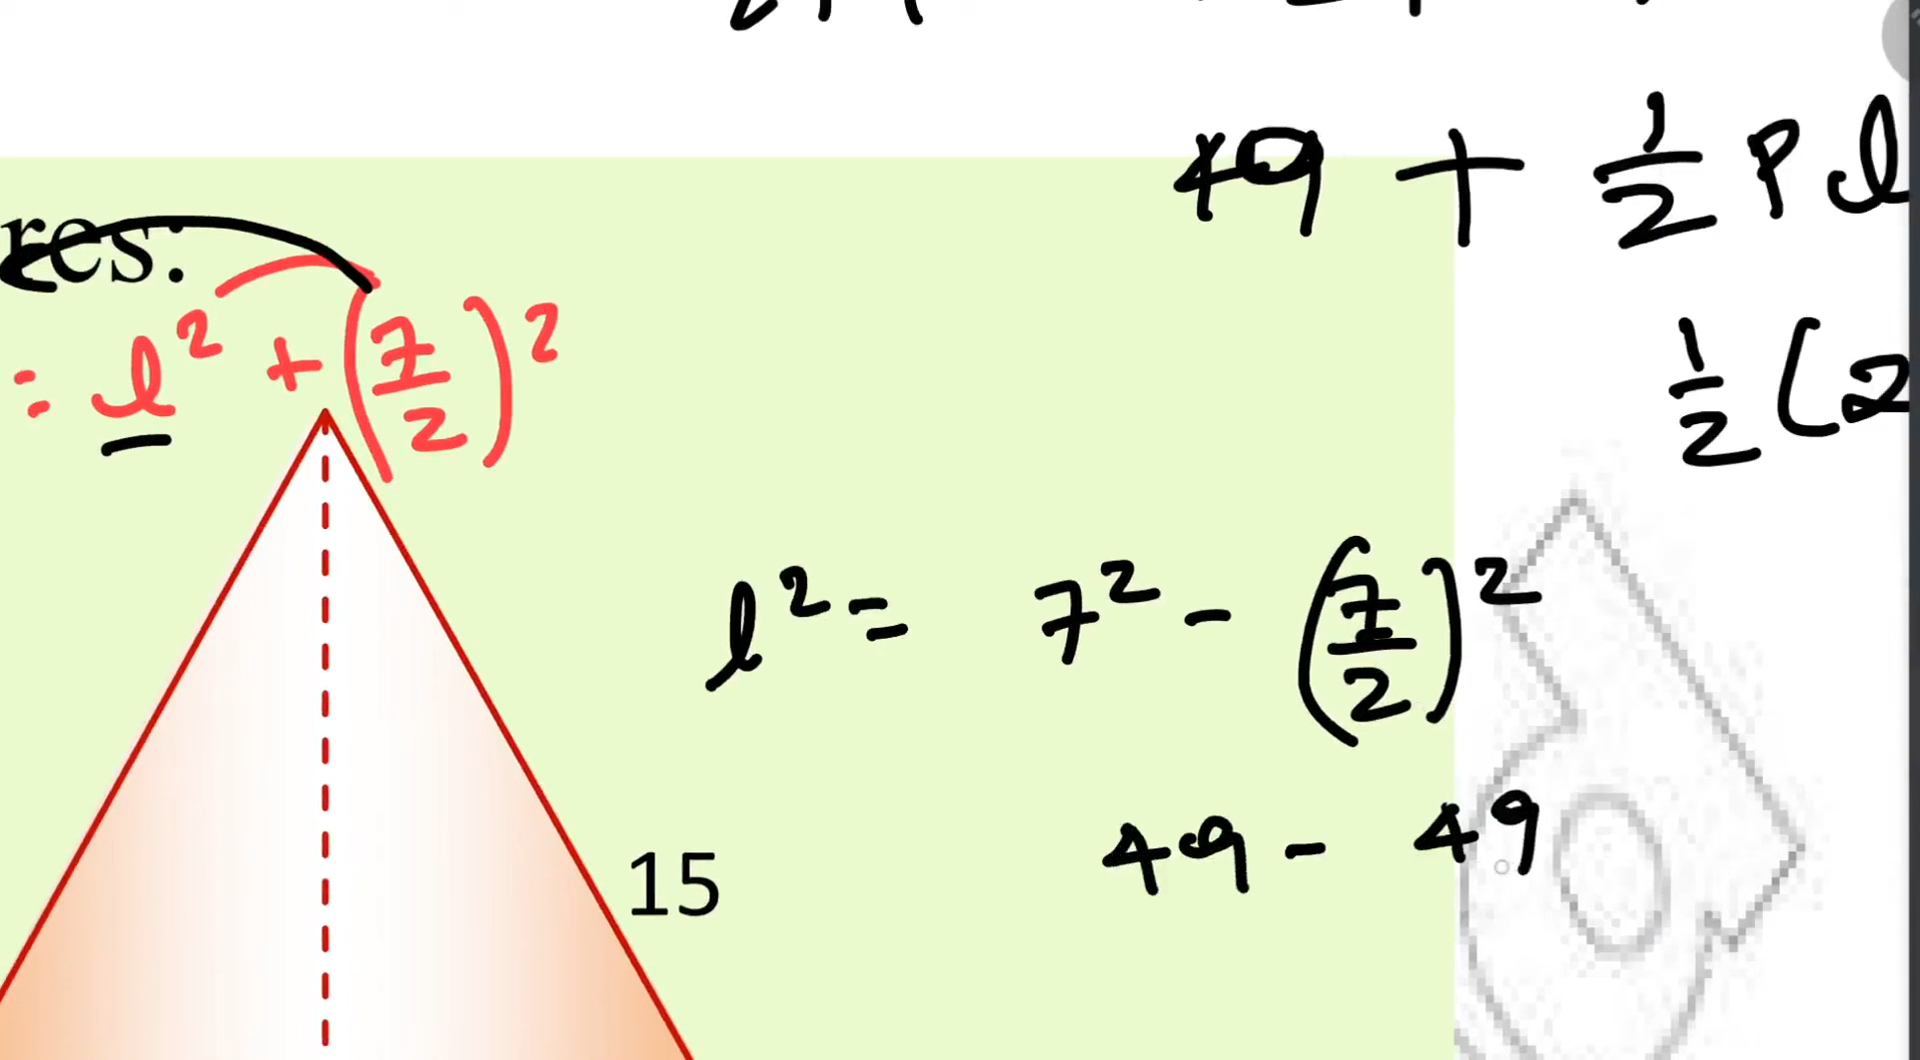 49 + 1/2 P l
res:
= l² + (7/2)²
1/2 (2
l² = 7² - (7/2)²
49 - 49
15